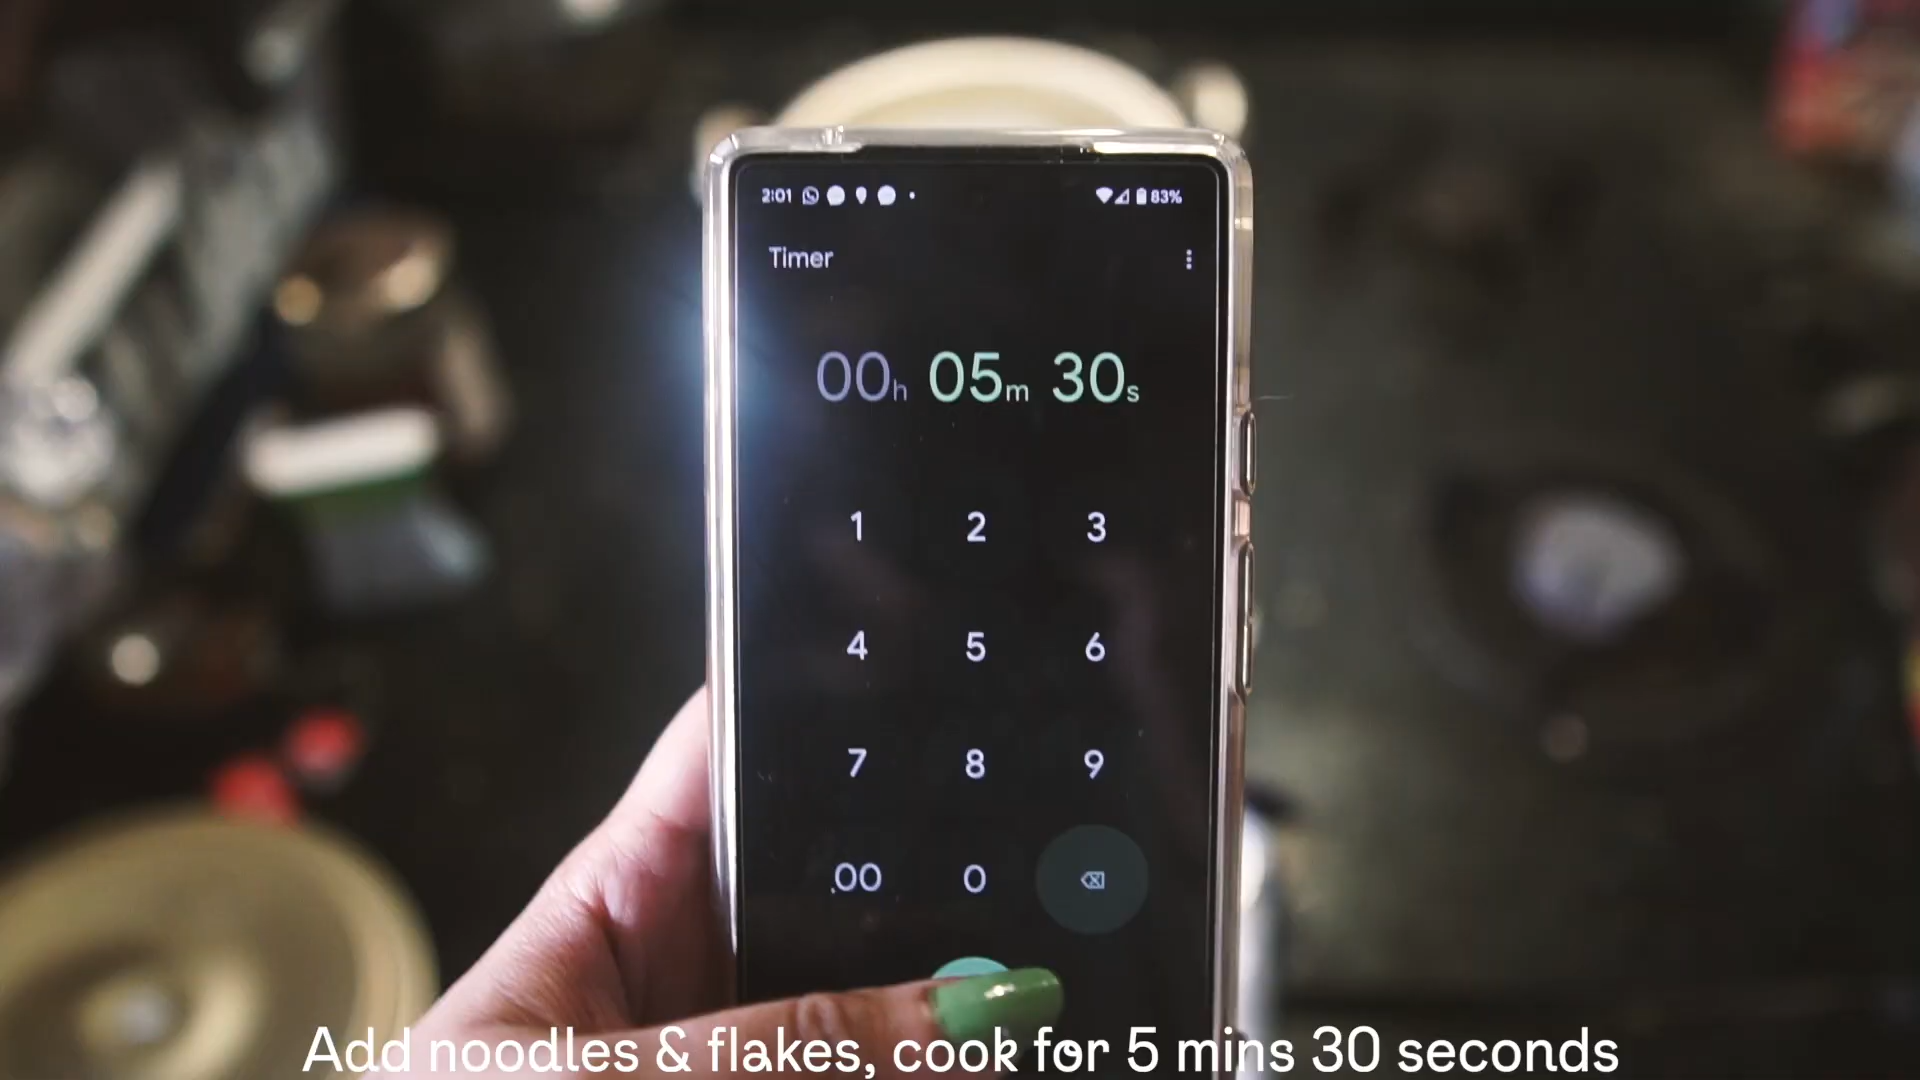 2:01 83%
Timer
00h 05m 30s
1 2 3
4 5 6
7 8 9
00 0
Add noodles & flakes, cook for 5 mins 30 seconds